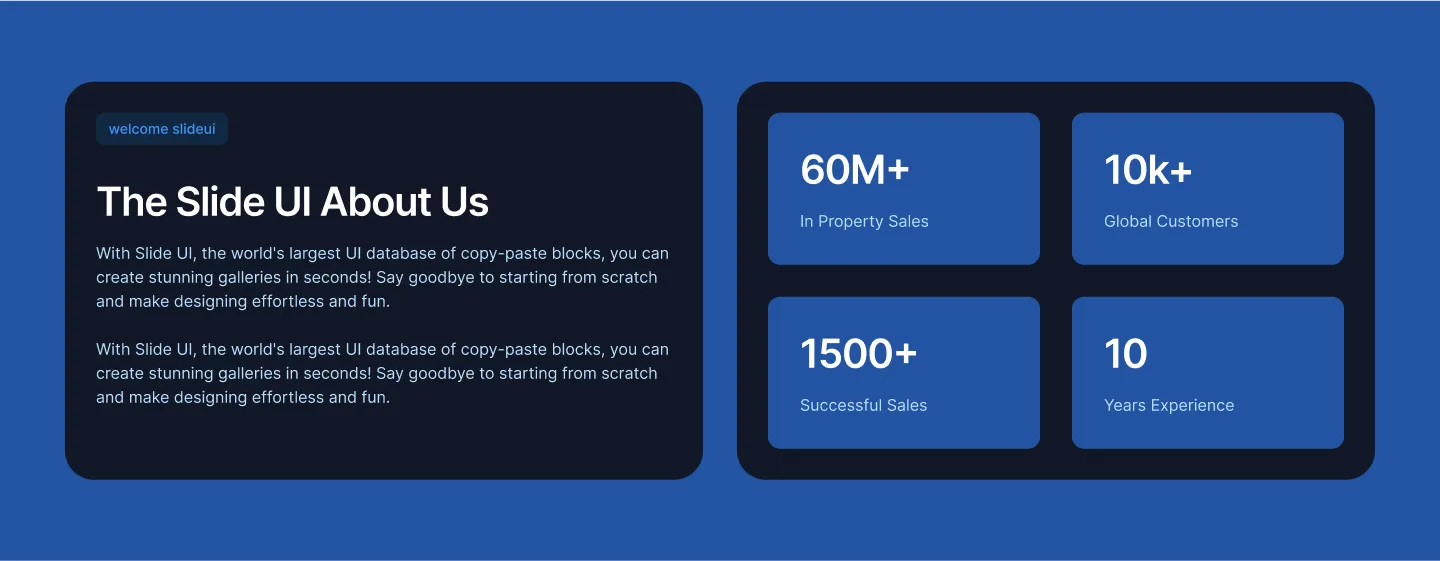 welcome slideui
The Slide UI About Us
With Slide UI, the world's largest UI database of copy-paste blocks, you can
create stunning galleries in seconds! Say goodbye to starting from scratch
and make designing effortless and fun.
With Slide UI, the world's largest UI database of copy-paste blocks, you can
create stunning galleries in seconds! Say goodbye to starting from scratch
and make designing effortless and fun.
60M+
In Property Sales
10k+
Global Customers
1500+
Successful Sales
10
Years Experience